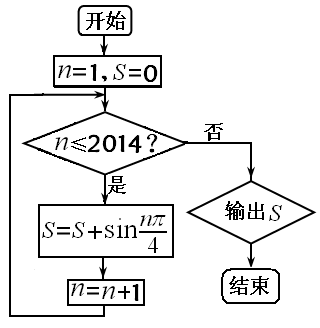 开始
n=1, S=0
n≤2014?
否
是
S=S+sin nπ/4
输出S
n=n+1
结束